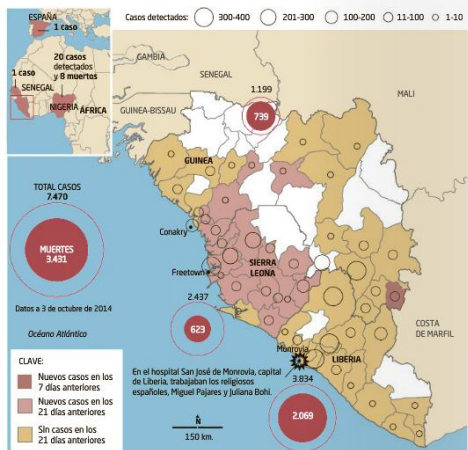 Casos detectados: 300-400 201-300 100-200 11-100 1-10
ESPAÑA
1 caso
20 casos
detectados
y 8 muertos
1 caso
SENEGAL
NIGERIA
ÁFRICA
GAMBIA
SENEGAL
MALI
GUINEA-BISSAU
1.199
739
GUINEA
TOTAL CASOS
7.470
MUERTES
3.431
Datos a 3 de octubre de 2014
Océano Atlántico
Conakry
SIERRA
LEONA
Freetown
2.437
623
COSTA
DE MARFIL
Monrovia
LIBERIA
3.834
2.069
En el hospital San José de Monrovia, capital
de Liberia, trabajaban los religiosos
españoles, Miguel Pajares y Juliana Bohi.
CLAVE:
Nuevos casos en los
7 días anteriores
Nuevos casos en los
21 días anteriores
Sin casos en los
21 días anteriores
N
150 km.